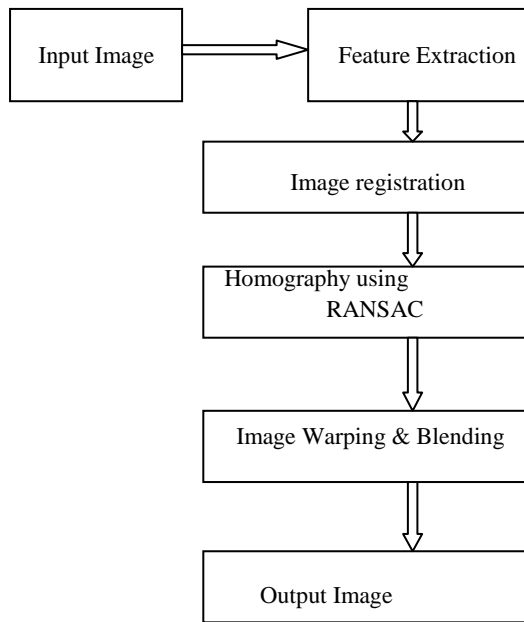 Input Image
Feature Extraction
Image registration
Homography using
RANSAC
Image Warping & Blending
Output Image